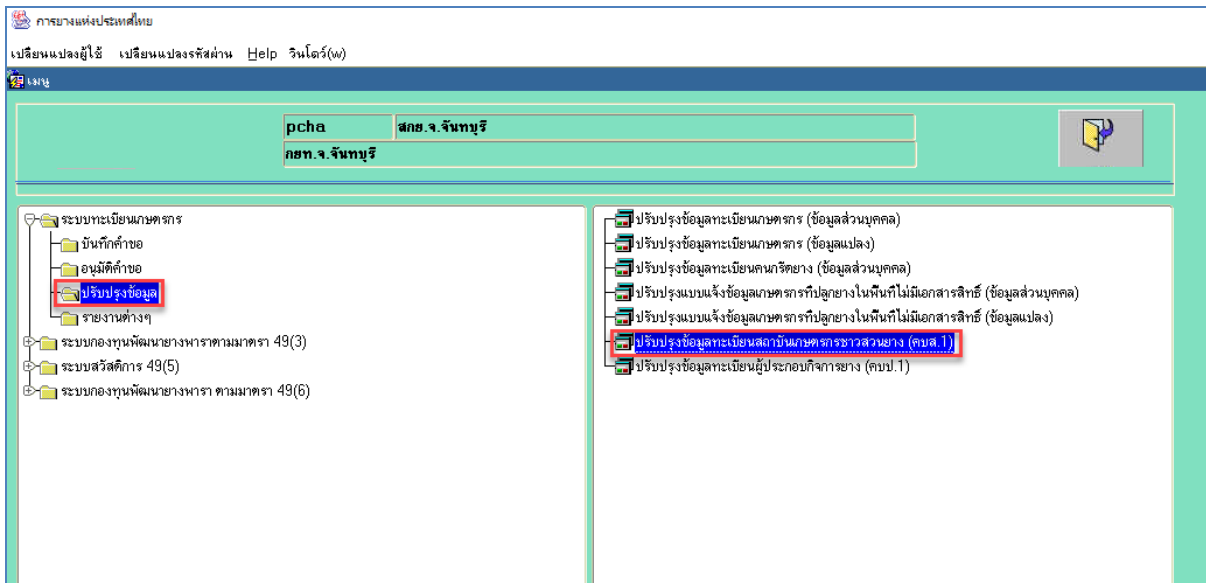 การยางแห่งประเทศไทย
เปลี่ยนแปลงผู้ใช้ เปลี่ยนแปลงรหัสผ่าน Help วินโดว์(w)
เมนู
pcha สกย.จ.จันทบุรี
กยท.จ.จันทบุรี
ระบบทะเบียนเกษตรกร
บันทึกคำขอ
อนุมัติคำขอ
ปรับปรุงข้อมูล
รายงานต่างๆ
ระบบกองทุนพัฒนายางพาราตามมาตรา 49(3)
ระบบสวัสดิการ 49(5)
ระบบกองทุนพัฒนายางพารา ตามมาตรา 49(6)
ปรับปรุงข้อมูลทะเบียนเกษตรกร (ข้อมูลส่วนบุคคล)
ปรับปรุงข้อมูลทะเบียนเกษตรกร (ข้อมูลแปลง)
ปรับปรุงข้อมูลทะเบียนคนกรีดยาง (ข้อมูลส่วนบุคคล)
ปรับปรุงแบบแจ้งข้อมูลเกษตรกรที่ปลูกยางในพื้นที่ไม่มีเอกสารสิทธิ์ (ข้อมูลส่วนบุคคล)
ปรับปรุงแบบแจ้งข้อมูลเกษตรกรที่ปลูกยางในพื้นที่ไม่มีเอกสารสิทธิ์ (ข้อมูลแปลง)
ปรับปรุงข้อมูลทะเบียนสถาบันเกษตรกรชาวสวนยาง (คบส.1)
ปรับปรุงข้อมูลทะเบียนผู้ประกอบกิจการยาง (คบป.1)